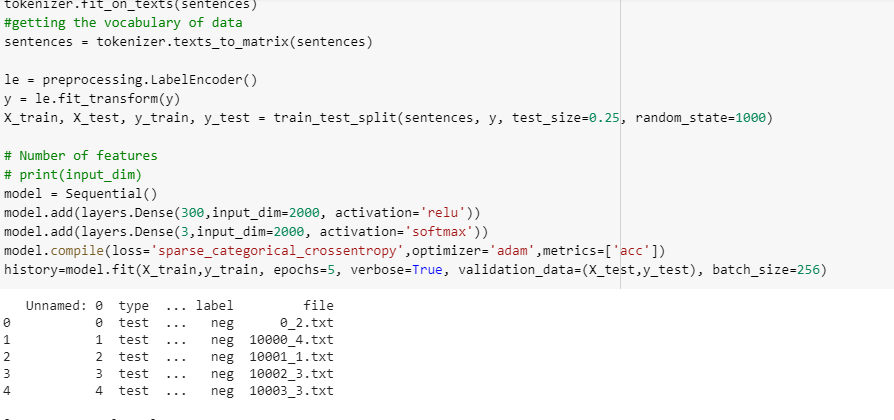 tokenizer.fit_on_texts(sentences)
#getting the vocabulary of data
sentences = tokenizer.texts_to_matrix(sentences)
le = preprocessing.LabelEncoder()
y = le.fit_transform(y)
X_train, X_test, y_train, y_test = train_test_split(sentences, y, test_size=0.25, random_state=1000)
# Number of features
# print(input_dim)
model = Sequential()
model.add(layers.Dense(300,input_dim=2000, activation='relu'))
model.add(layers.Dense(3,input_dim=2000, activation='softmax'))
model.compile(loss='sparse_categorical_crossentropy',optimizer='adam',metrics=['acc'])
history=model.fit(X_train,y_train, epochs=5, verbose=True, validation_data=(X_test,y_test), batch_size=256)
Unnamed: 0 type ... label file
0 0 test ... neg 0_2.txt
1 1 test ... neg 10000_4.txt
2 2 test ... neg 10001_1.txt
3 3 test ... neg 10002_3.txt
4 4 test ... neg 10003_3.txt